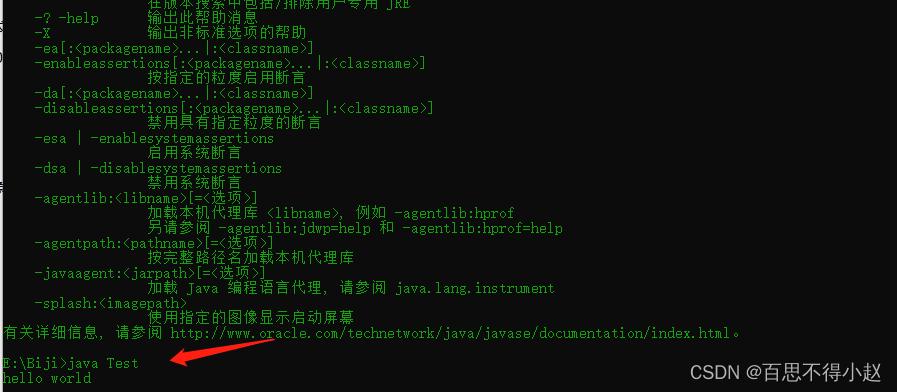 在版本搜索中包括/排除用户专用 JRE
-? -help 输出此帮助消息
-X 输出非标准选项的帮助
-ea[:<packagename>...|:<classname>]
-enableassertions[:<packagename>...|:<classname>]
按指定的粒度启用断言
-da[:<packagename>...|:<classname>]
-disableassertions[:<packagename>...|:<classname>]
禁用具有指定粒度的断言
-esa | -enablesystemassertions
启用系统断言
-dsa | -disablesystemassertions
禁用系统断言
-agentlib:<libname>[=<选项>]
加载本机代理库 <libname>, 例如 -agentlib:hprof
另请参阅 -agentlib:jdwp=help 和 -agentlib:hprof=help
-agentpath:<pathname>[=<选项>]
按完整路径名加载本机代理库
-javaagent:<jarpath>[=<选项>]
加载 Java 编程语言代理, 请参阅 java.lang.instrument
-splash:<imagepath>
使用指定的图像显示启动屏幕
有关详细信息, 请参阅 http://www.oracle.com/technetwork/java/javase/documentation/index.html。
E:\Biji>java Test
hello world
CSDN @百思不得小赵